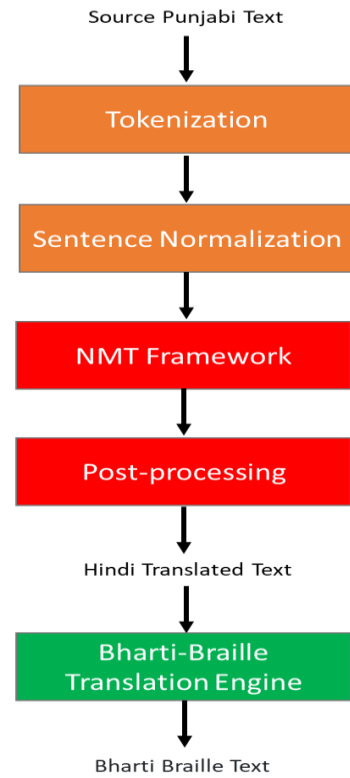 Source Punjabi Text
Tokenization
Sentence Normalization
NMT Framework
Post-processing
Hindi Translated Text
Bharti-Braille
Translation Engine
Bharti Braille Text